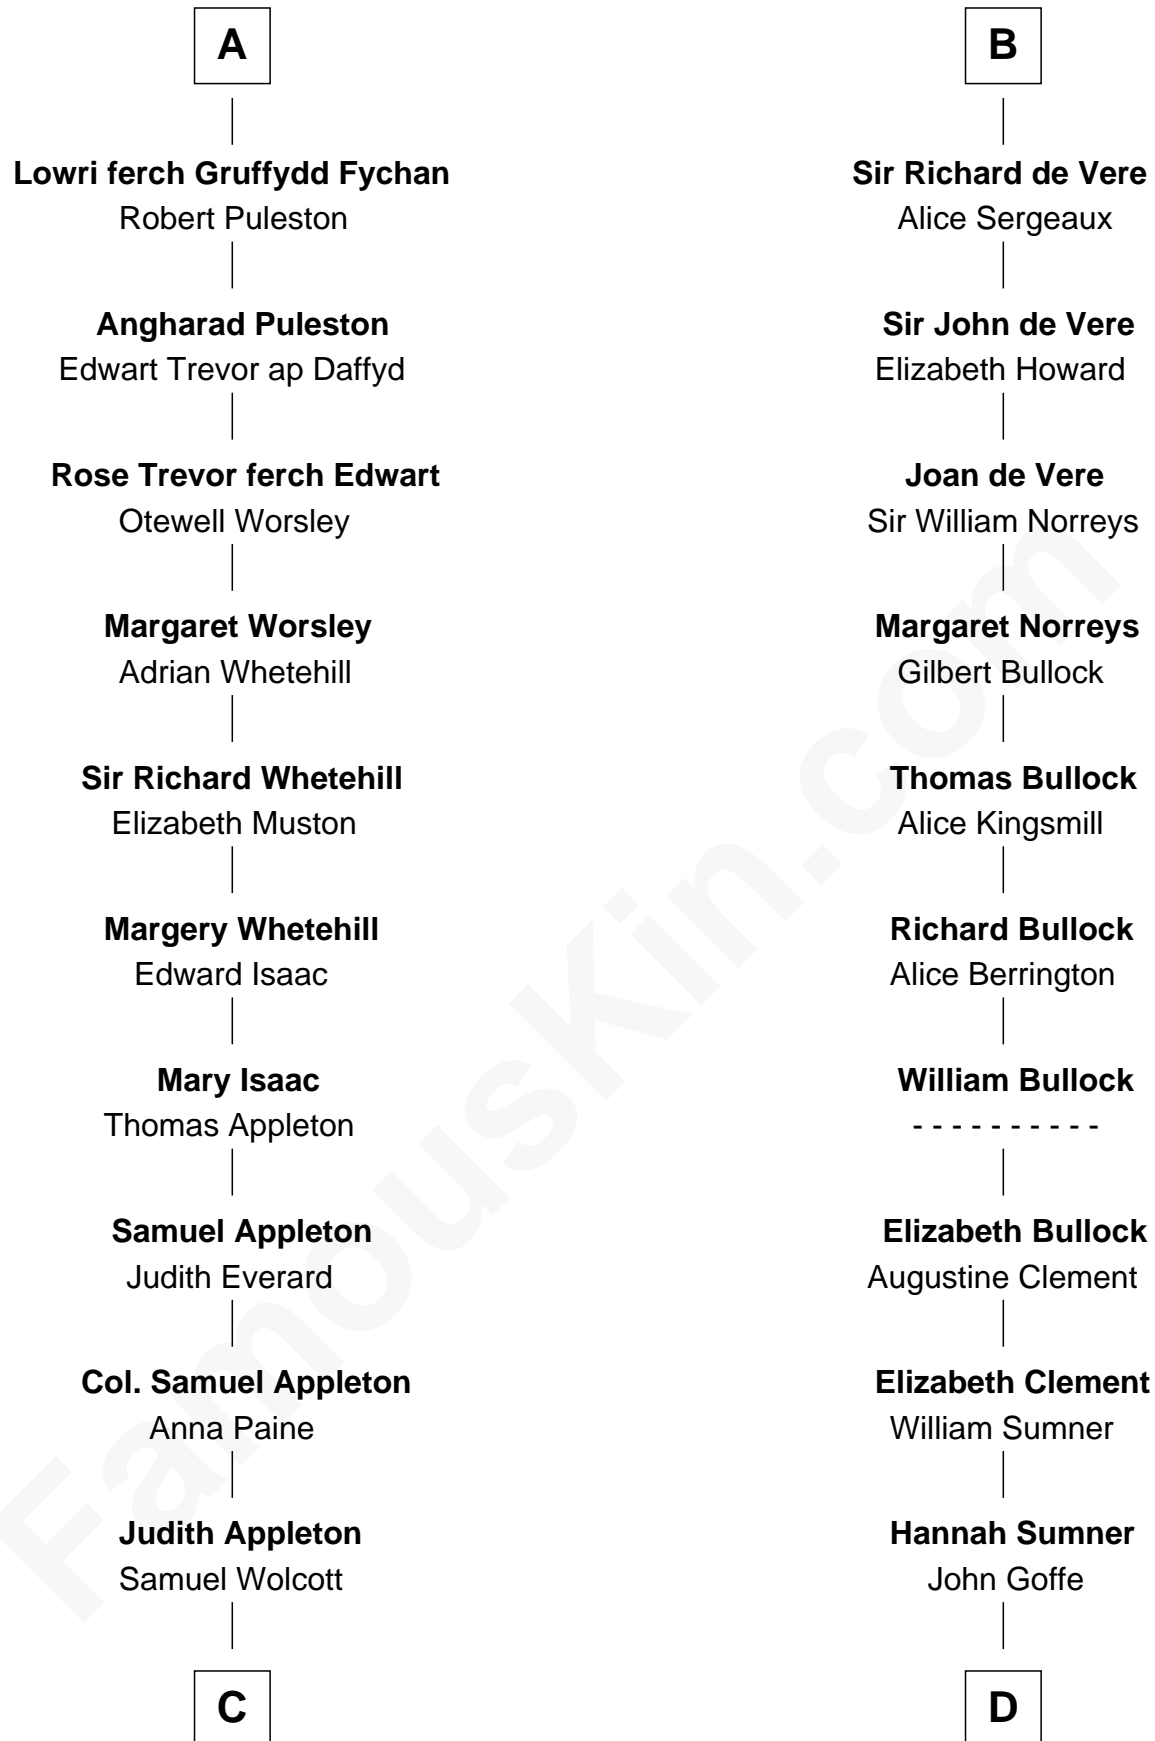 A
Lowri ferch Gruffydd Fychan
Robert Puleston
Angharad Puleston
Edwart Trevor ap Daffyd
Rose Trevor ferch Edwart
Otewell Worsley
Margaret Worsley
Adrian Whetehill
Sir Richard Whetehill
Elizabeth Muston
Margery Whetehill
Edward Isaac
Mary Isaac
Thomas Appleton
Samuel Appleton
Judith Everard
Col. Samuel Appleton
Anna Paine
Judith Appleton
Samuel Wolcott
C
B
Sir Richard de Vere
Alice Sergeaux
Sir John de Vere
Elizabeth Howard
Joan de Vere
Sir William Norreys
Margaret Norreys
Gilbert Bullock
Thomas Bullock
Alice Kingsmill
Richard Bullock
Alice Berrington
William Bullock
- - - - - - - - - -
Elizabeth Bullock
Augustine Clement
Elizabeth Clement
William Sumner
Hannah Sumner
John Goffe
D
FamousKin.com